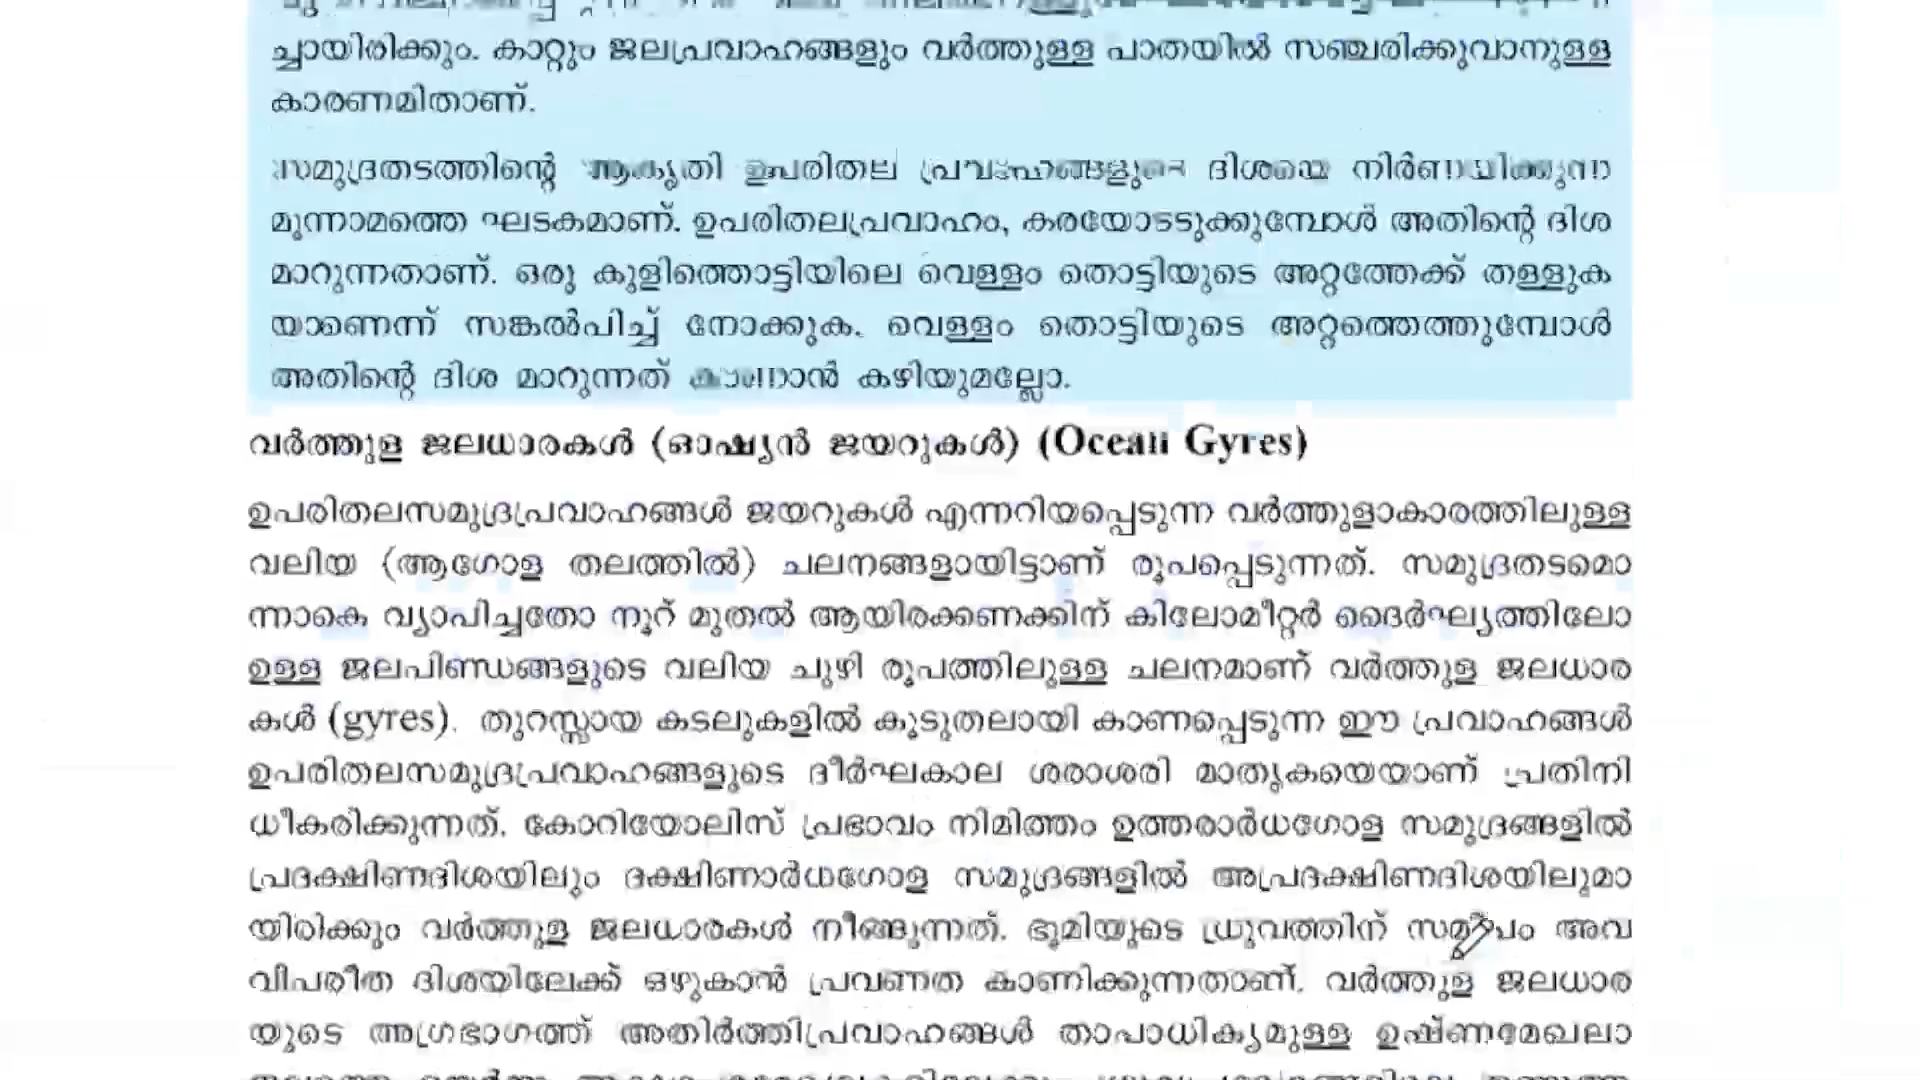 ച്ചായിരിക്കും. കാറ്റും ജലപ്രവാഹങ്ങളും വർത്തുള്ള പാതയിൽ സഞ്ചരിക്കുവാനുള്ള
കാരണമിതാണ്.
സമുദ്രതടത്തിന്റെ ആകൃതി ഉപരിതല പ്രവാഹങ്ങളുടെ ദിശയെ നിർണയിക്കുന്ന
മൂന്നാമത്തെ ഘടകമാണ്. ഉപരിതലപ്രവാഹം, കരയോടടുക്കുമ്പോൾ അതിന്റെ ദിശ
മാറുന്നതാണ്. ഒരു കുളിത്തൊട്ടിയിലെ വെള്ളം തൊട്ടിയുടെ അറ്റത്തേക്ക് തള്ളുക
യാണെന്ന് സങ്കൽപിച്ച് നോക്കുക. വെള്ളം തൊട്ടിയുടെ അറ്റത്തെത്തുമ്പോൾ
അതിന്റെ ദിശ മാറുന്നത് കാണാൻ കഴിയുമല്ലോ.
വർത്തുള ജലധാരകൾ (ഓഷ്യൻ ജയറുകൾ) (Ocean Gyres)
ഉപരിതലസമുദ്രപ്രവാഹങ്ങൾ ജയറുകൾ എന്നറിയപ്പെടുന്ന വർത്തുളാകാരത്തിലുള്ള
വലിയ (ആഗോള തലത്തിൽ) ചലനങ്ങളായിട്ടാണ് രൂപപ്പെടുന്നത്. സമുദ്രതടമൊ
ന്നാകെ വ്യാപിച്ചതോ നൂറ് മുതൽ ആയിരക്കണക്കിന് കിലോമീറ്റർ ദൈർഘ്യത്തിലോ
ഉള്ള ജലപിണ്ഡങ്ങളുടെ വലിയ ചുഴി രൂപത്തിലുള്ള ചലനമാണ് വർത്തുള ജലധാര
കൾ (gyres). തുറസ്സായ കടലുകളിൽ കൂടുതലായി കാണപ്പെടുന്ന ഈ പ്രവാഹങ്ങൾ
ഉപരിതലസമുദ്രപ്രവാഹങ്ങളുടെ ദീർഘകാല ശരാശരി മാതൃകയെയാണ് പ്രതിനി
ധീകരിക്കുന്നത്. കോറിയോലിസ് പ്രഭാവം നിമിത്തം ഉത്തരാർധഗോള സമുദ്രങ്ങളിൽ
പ്രദക്ഷിണദിശയിലും ദക്ഷിണാർധഗോള സമുദ്രങ്ങളിൽ അപ്രദക്ഷിണദിശയിലുമാ
യിരിക്കും വർത്തുള ജലധാരകൾ നീങ്ങുന്നത്. ഭൂമിയുടെ ധ്രുവത്തിന് സമീപം അവ
വിപരീത ദിശയിലേക്ക് ഒഴുകാൻ പ്രവണത കാണിക്കുന്നതാണ്. വർത്തുള ജലധാര
യുടെ അഗ്രഭാഗത്ത് അതിർത്തിപ്രവാഹങ്ങൾ താപാധിക്യമുള്ള ഉഷ്ണമേഖലാ